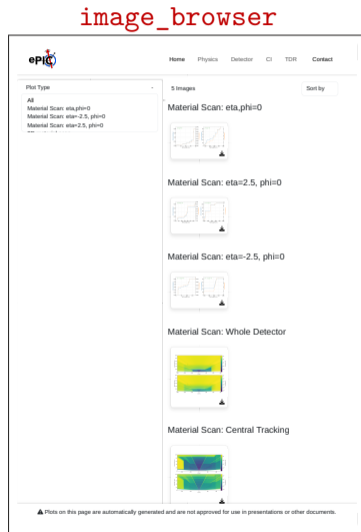 image_browser
ePIC
Home Physics Detector CI TDR Contact
Plot Type -
All
Material Scan: eta,phi=0
Material Scan: eta=-2.5, phi=0
Material Scan: eta=2.5, phi=0
5 Images
Sort by
Material Scan: eta,phi=0
Material Scan: eta=2.5, phi=0
Material Scan: eta=-2.5, phi=0
Material Scan: Whole Detector
Material Scan: Central Tracking
Plots on this page are automatically generated and are not approved for use in presentations or other documents.